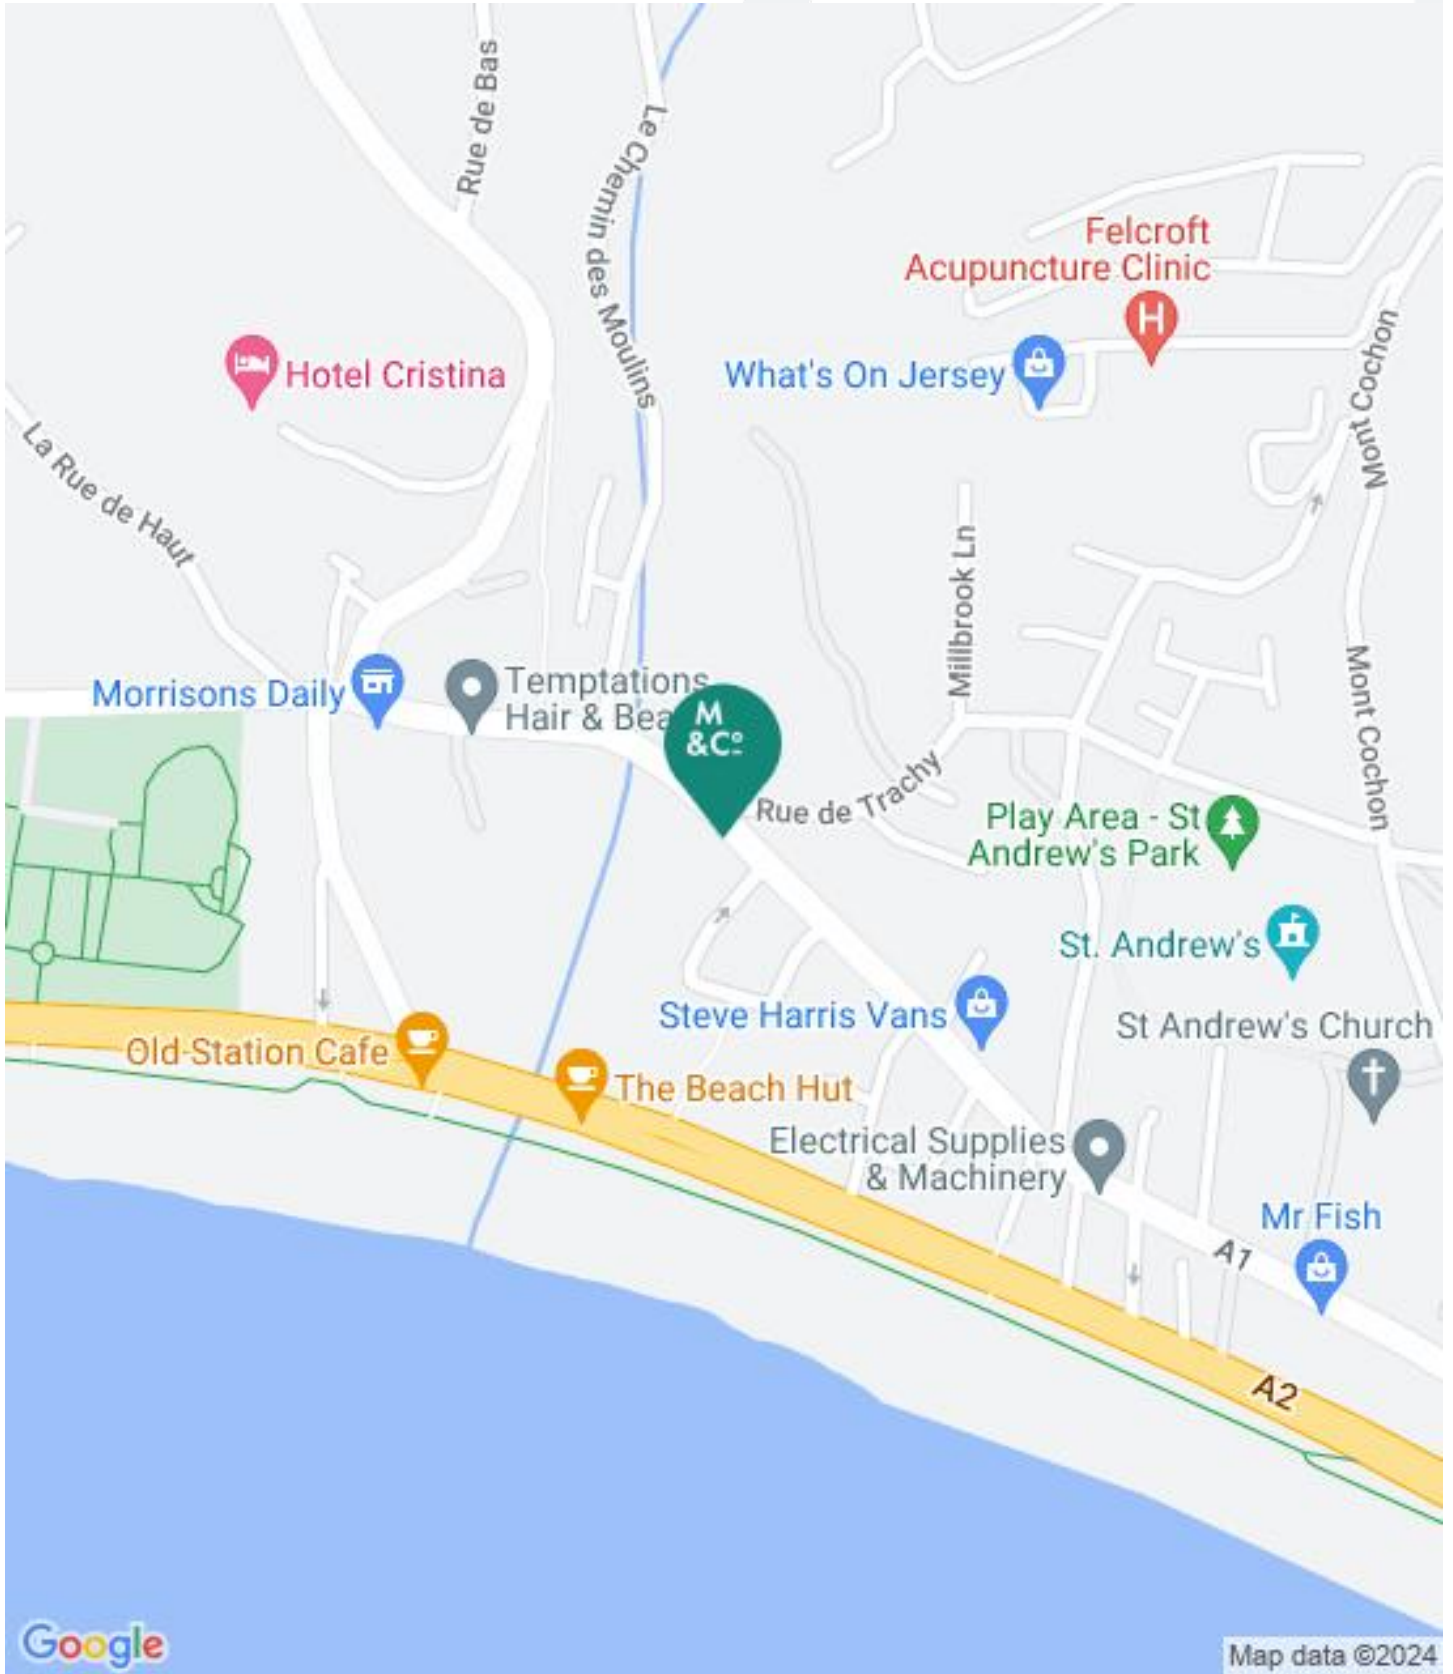 Rue de Bas
Le Chemin des Moulins
Felcroft
Acupuncture Clinic
Hotel Cristina
What's On Jersey
Mont Cochon
La Rue de Haut
Millbrook Ln
Morrisons Daily
Temptations
Hair & Bea
M
&Cº
Mont Cochon
Rue de Trachy
Play Area - St
Andrew's Park
St. Andrew's
Steve Harris Vans
St Andrew's Church
Old Station Cafe
The Beach Hut
Electrical Supplies
& Machinery
Mr Fish
A1
A2
Google
Map data ©2024